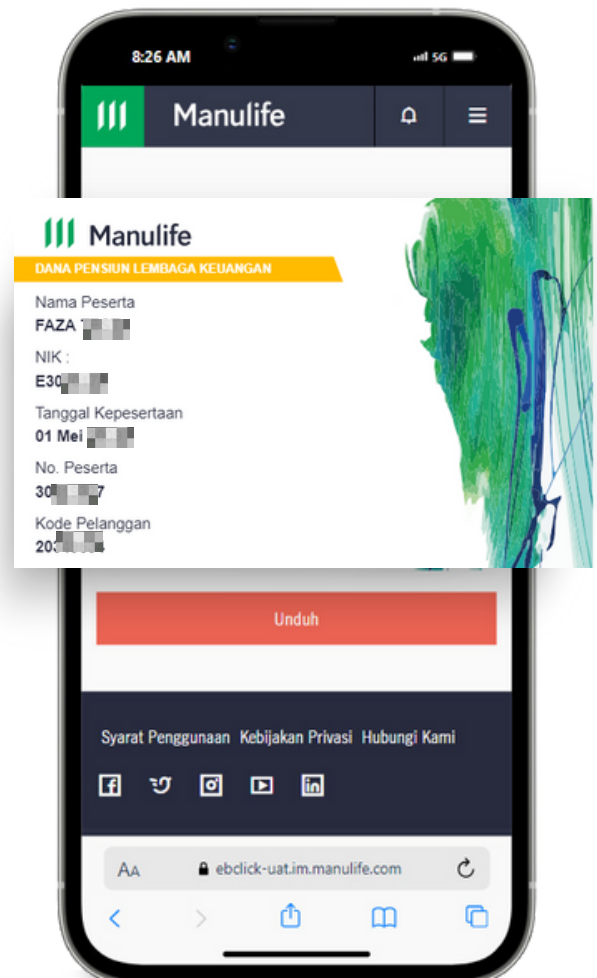 8:26 AM
5G
Manulife
Manulife
DANA PENSIUN LEMBAGA KEUANGAN
Nama Peserta
FAZA
NIK :
E30
Tanggal Kepesertaan
01 Mei
No. Peserta
30 7
Kode Pelanggan
20
Unduh
Syarat Penggunaan Kebijakan Privasi Hubungi Kami
AA ebclick-uat.im.manulife.com